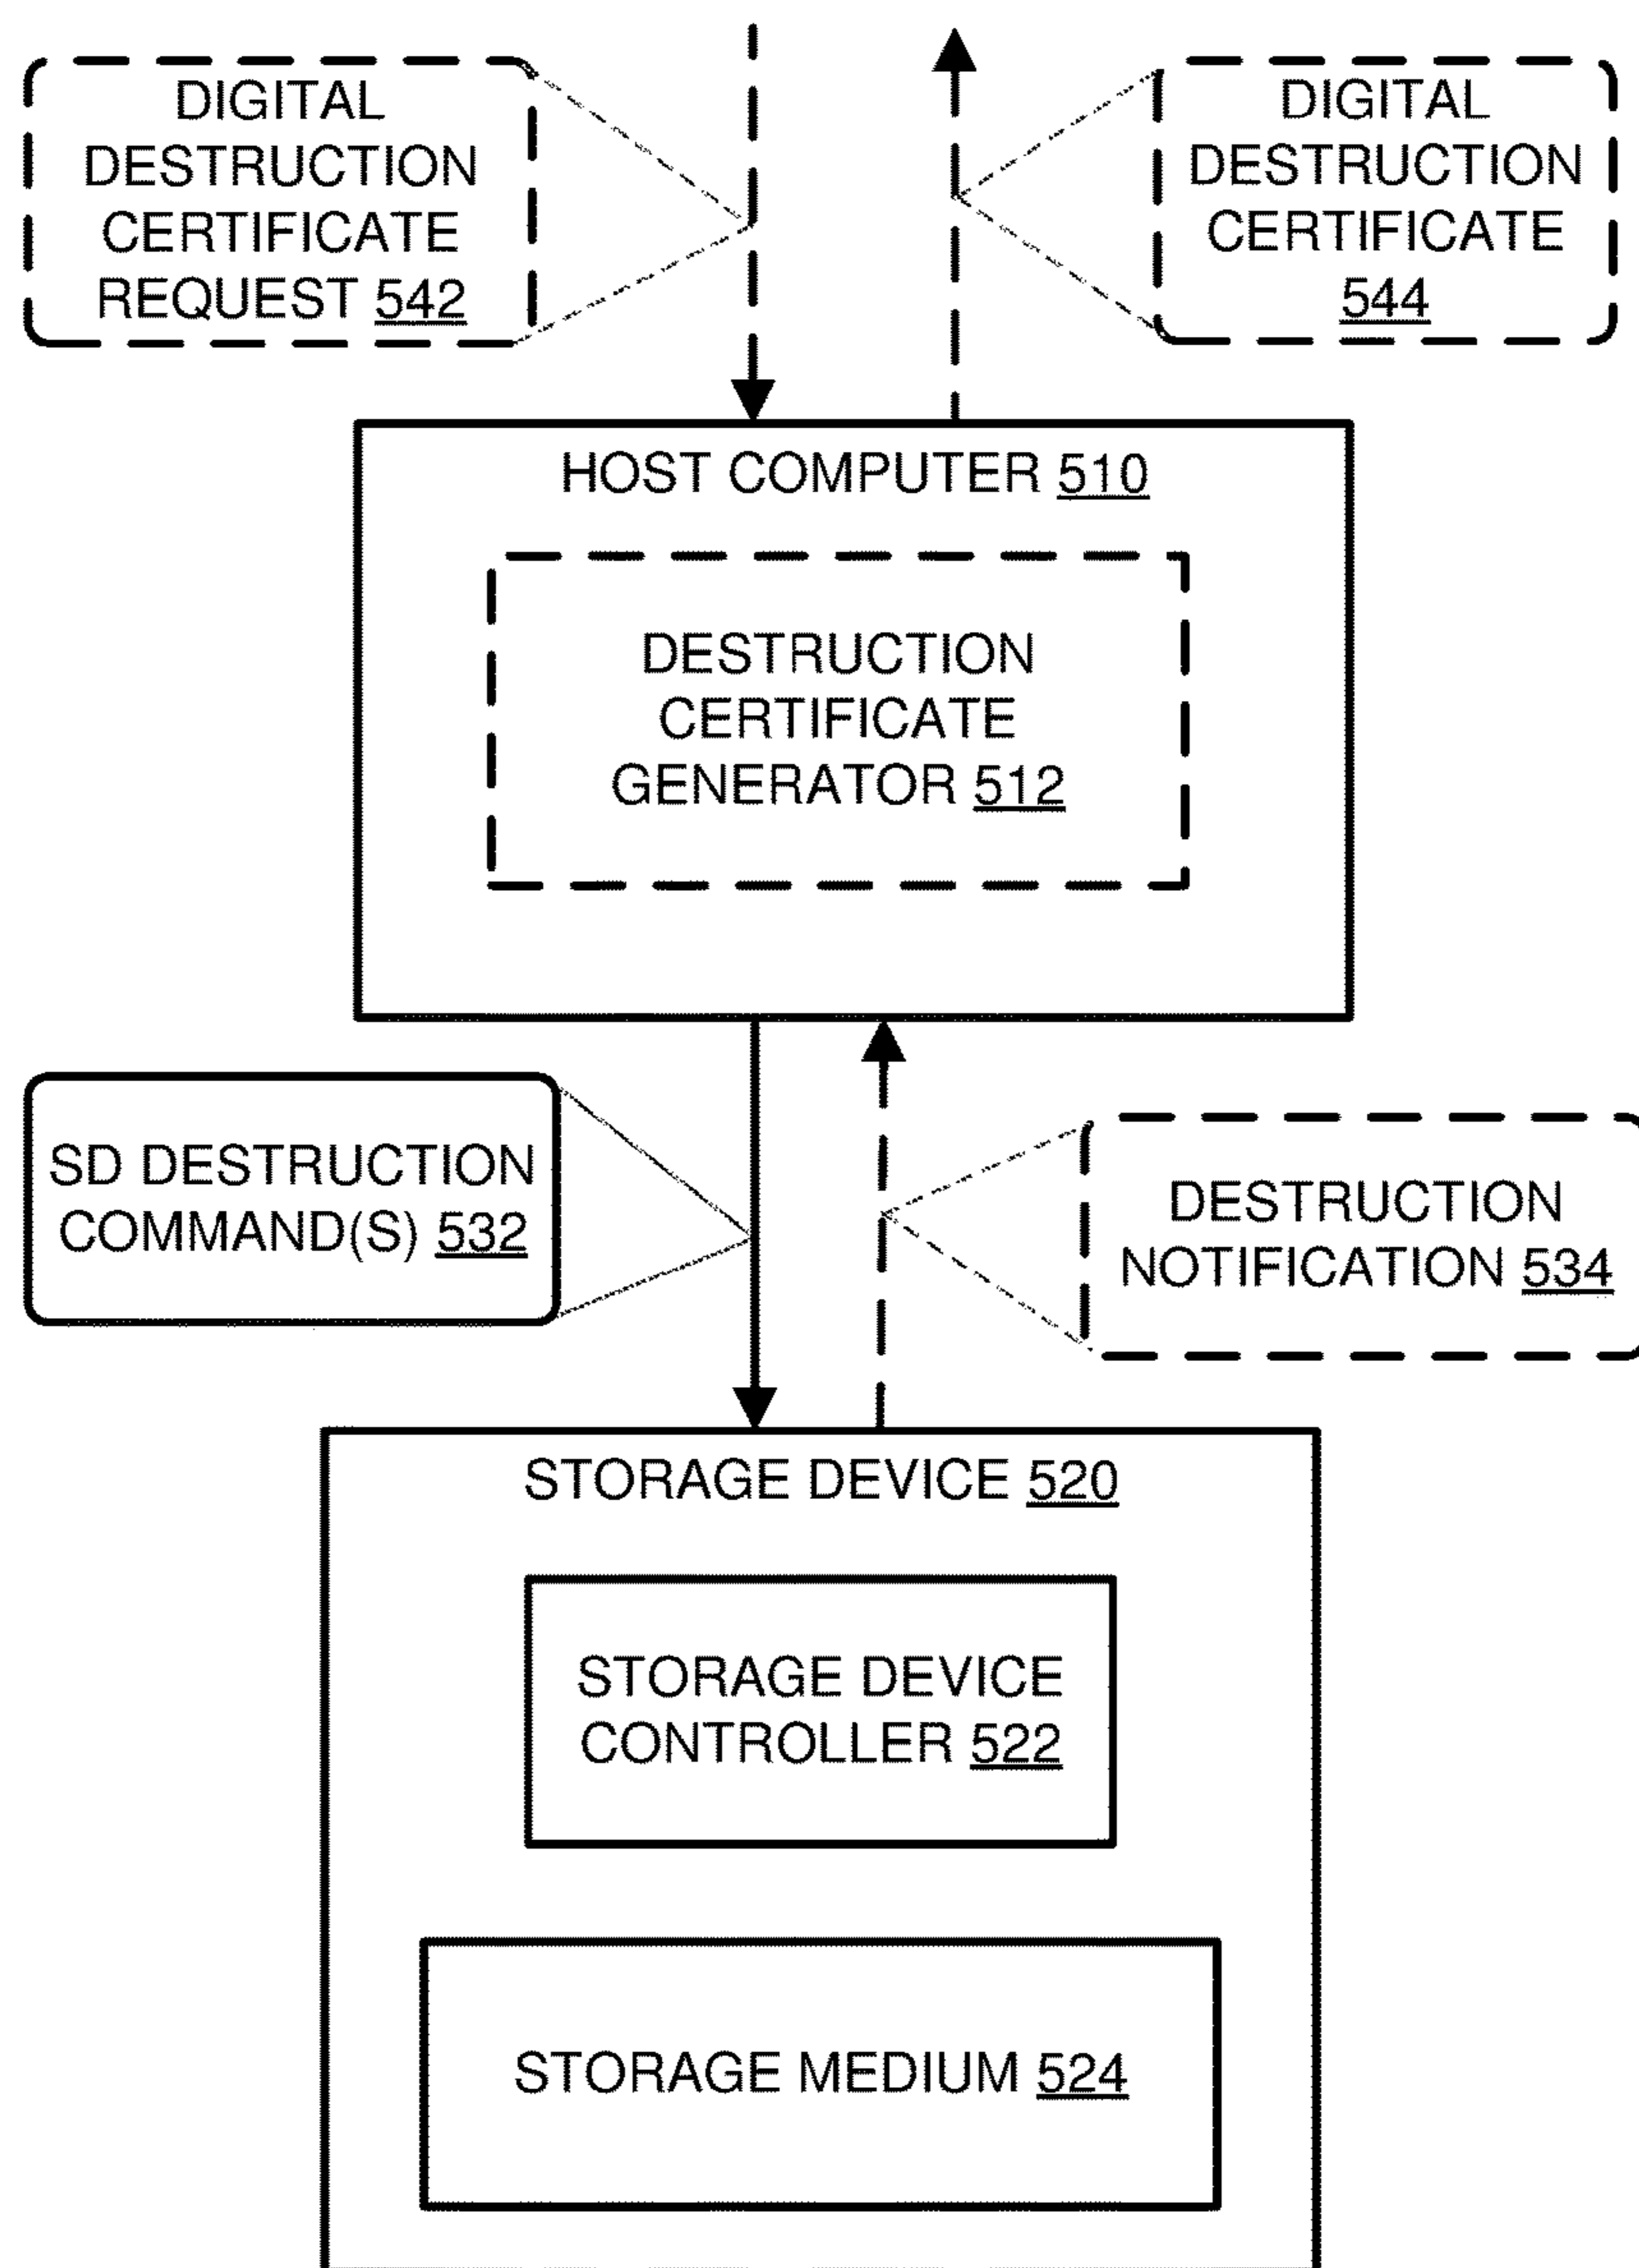 DIGITAL
DESTRUCTION
CERTIFICATE
REQUEST 542
DIGITAL
DESTRUCTION
CERTIFICATE
544
HOST COMPUTER 510
DESTRUCTION
CERTIFICATE
GENERATOR 512
SD DESTRUCTION
COMMAND(S) 532
DESTRUCTION
NOTIFICATION 534
STORAGE DEVICE 520
STORAGE DEVICE
CONTROLLER 522
STORAGE MEDIUM 524